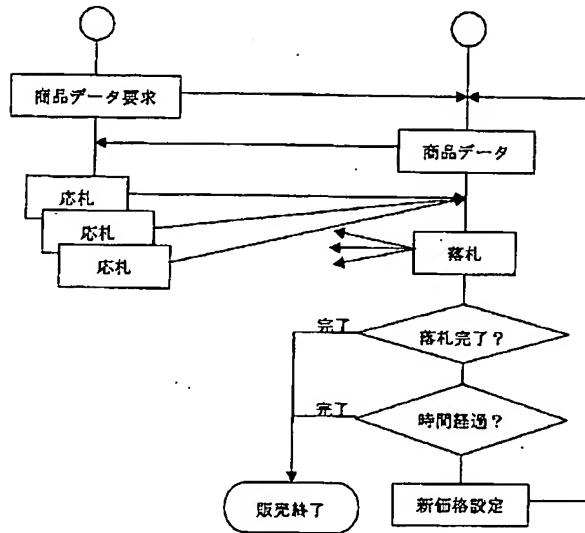 商品データ要求
商品データ
応札
応札
応札
落札
完了
落札完了？
完了
時間経過？
販売終了
新価格設定